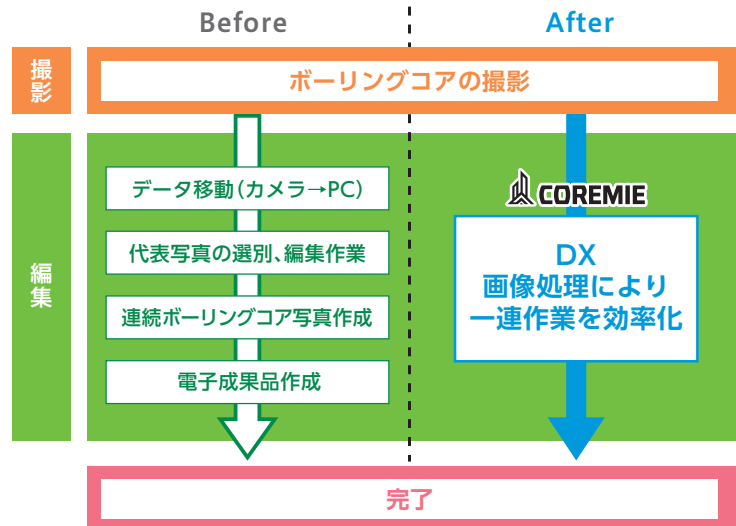 Before
After
撮影
ボーリングコアの撮影
編集
データ移動(カメラ→PC)
代表写真の選別、編集作業
連続ボーリングコア写真作成
電子成果品作成
COREMIE
DX
画像処理により
一連作業を効率化
完了